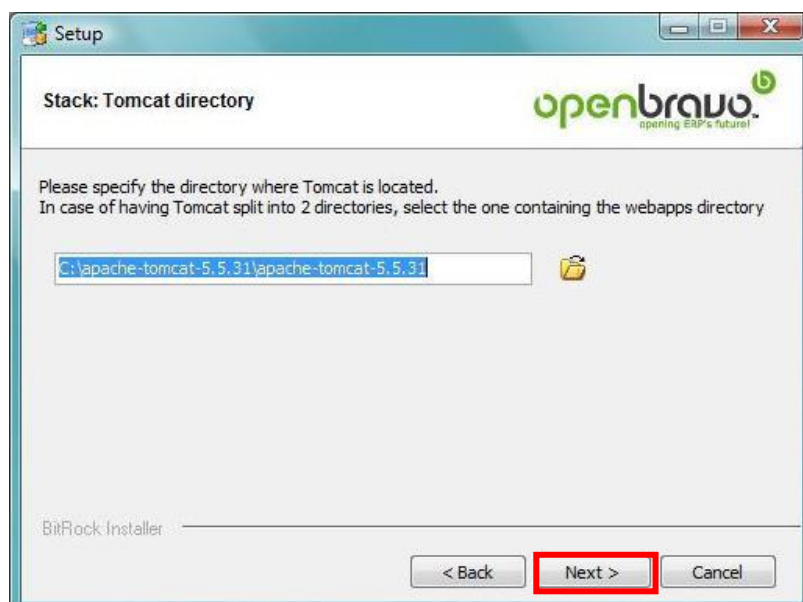 Setup
Stack: Tomcat directory
openbravo
opening ERP's future!
Please specify the directory where Tomcat is located.
In case of having Tomcat split into 2 directories, select the one containing the webapps directory
C:\apache-tomcat-5.5.31\apache-tomcat-5.5.31
BitRock Installer
< Back
Next >
Cancel